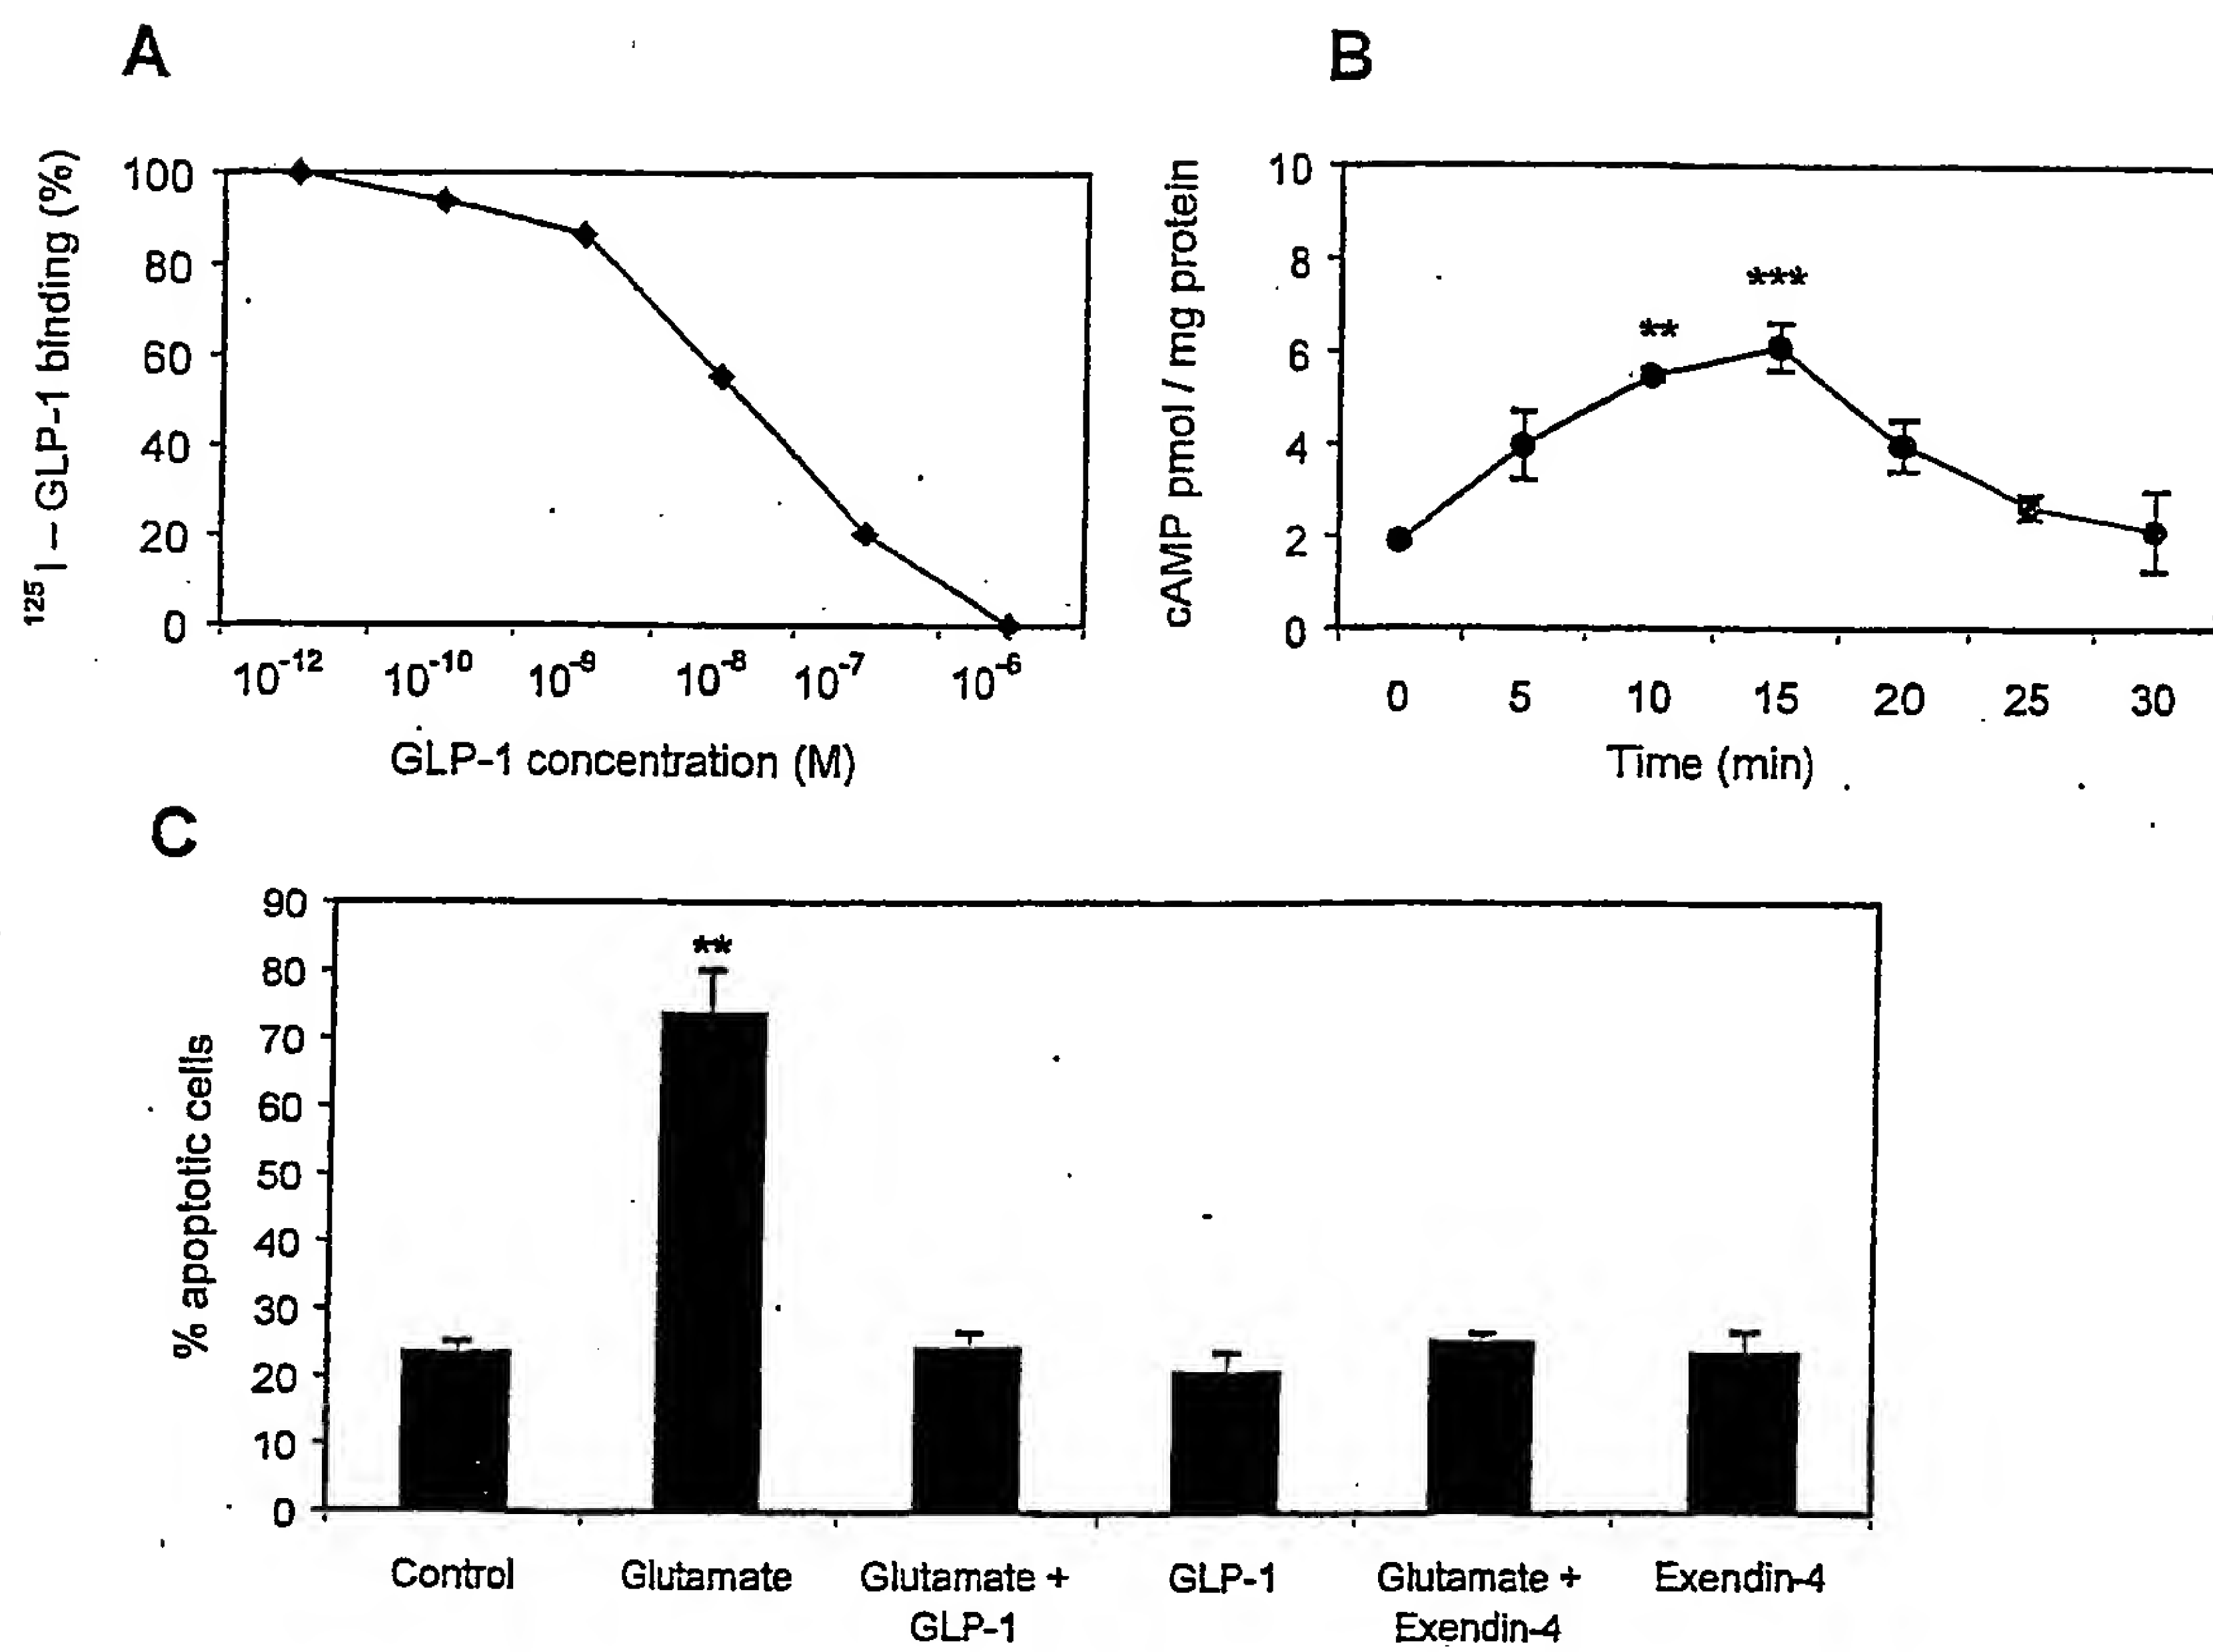 A
¹²⁵I – GLP-1 binding (%)
100
80
60
40
20
0
10⁻¹² 10⁻¹⁰ 10⁻⁹ 10⁻⁸ 10⁻⁷ 10⁻⁶
GLP-1 concentration (M)
B
cAMP pmol / mg protein
10
8
6
4
2
0
**
***
0 5 10 15 20 25 30
Time (min)
C
% apoptotic cells
90
80
70
60
50
40
30
20
10
0
**
Control Glutamate Glutamate + GLP-1 Glutamate + Exendin-4
GLP-1 Exendin-4